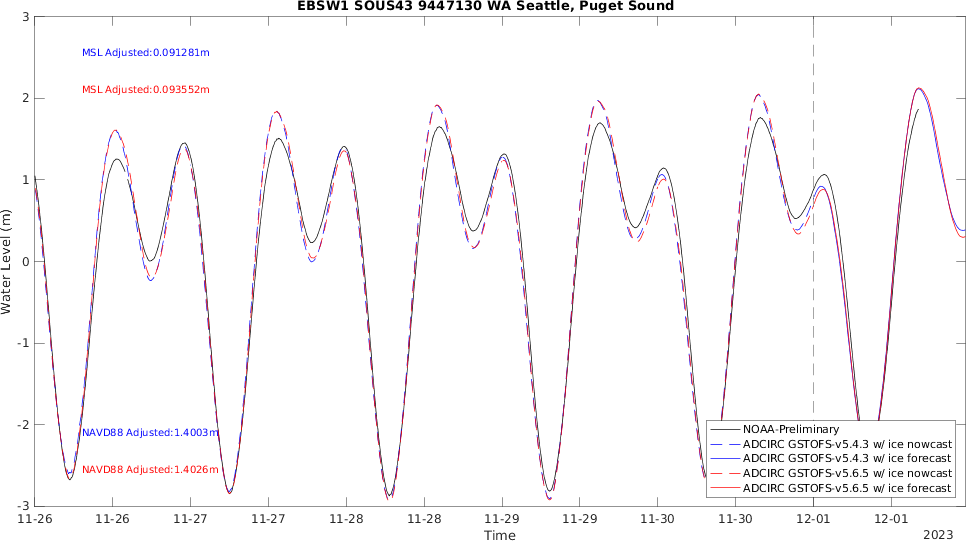 EBSW1 SOUS43 9447130 WA Seattle, Puget Sound
3
MSL Adjusted:0.091281m
2
MSL Adjusted:0.093552m
1
Water Level (m)
0
-1
-2
NAVD88 Adjusted:1.4003m
NAVD88 Adjusted:1.4026m
-3
NOAA-Preliminary
ADCIRC GSTOFS-v5.4.3 w/ ice nowcast
ADCIRC GSTOFS-v5.4.3 w/ ice forecast
ADCIRC GSTOFS-v5.6.5 w/ ice nowcast
ADCIRC GSTOFS-v5.6.5 w/ ice forecast
11-26 11-26 11-27 11-27 11-28 11-28 11-29 11-29 11-30 11-30 12-01 12-01
Time
2023